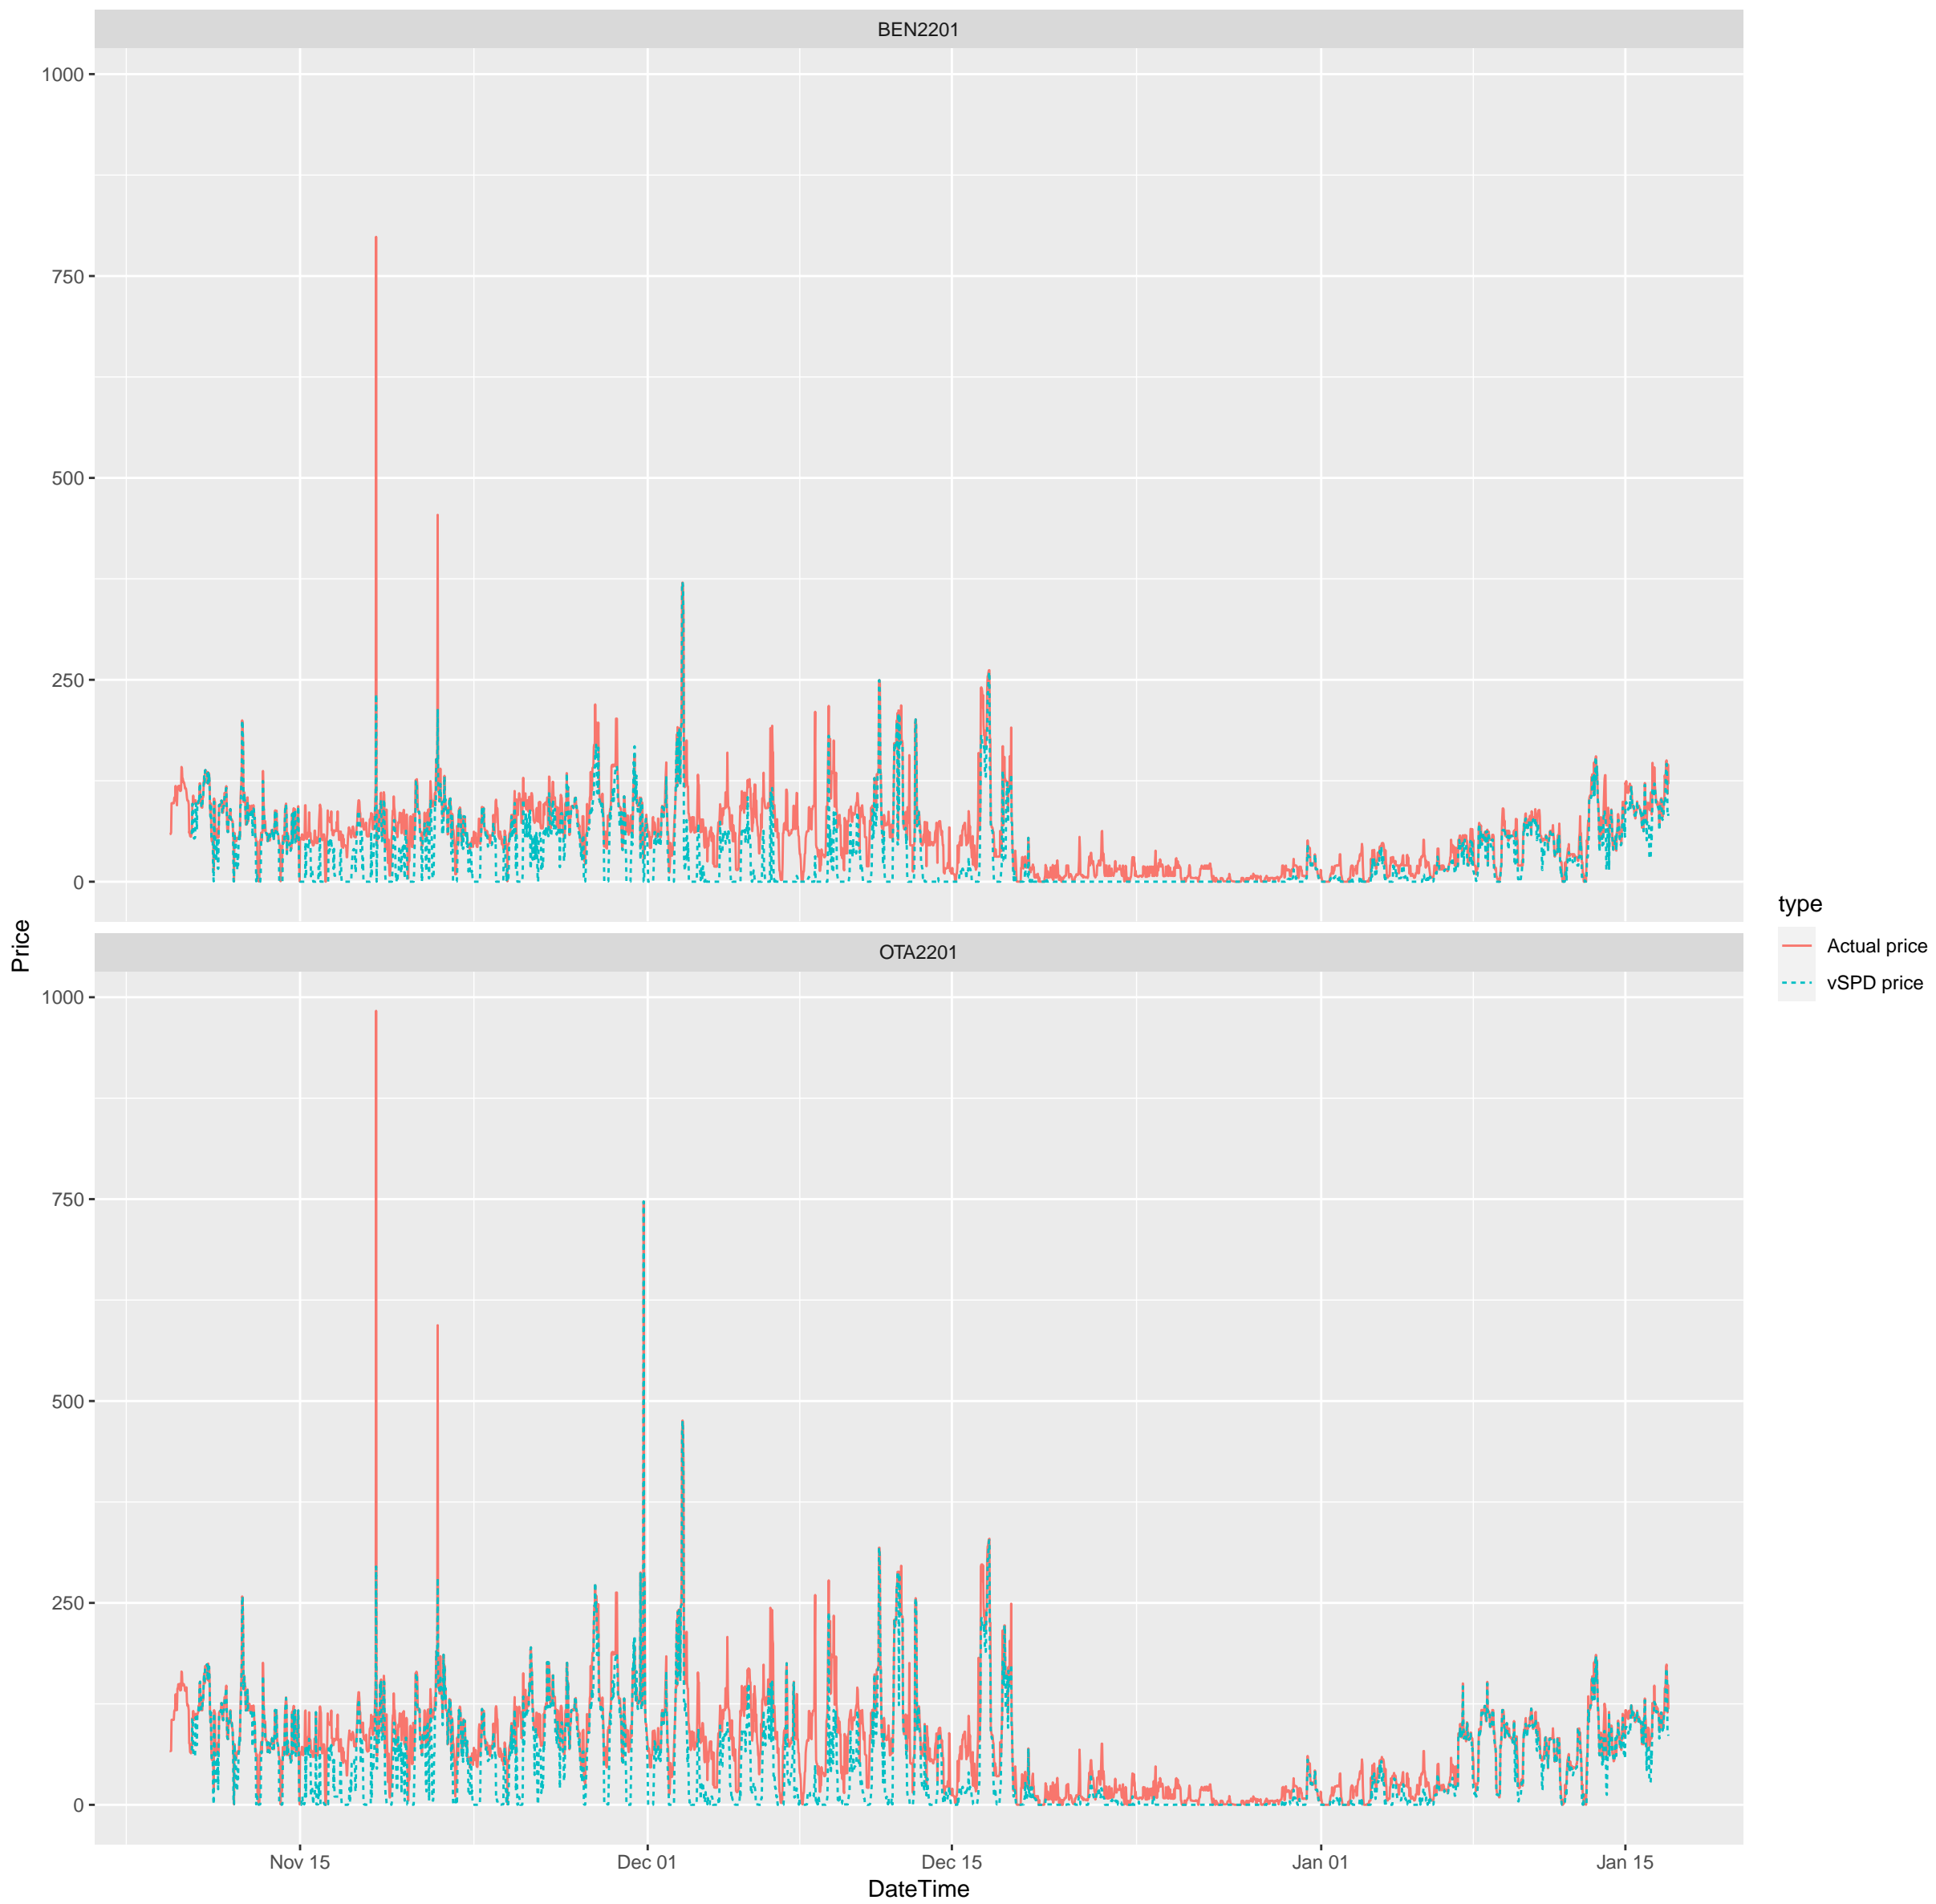 BEN2201
1000
750
500
250
0
OTA2201
1000
750
500
250
0
Price
Nov 15
Dec 01
Dec 15
Jan 01
Jan 15
DateTime
type
Actual price
vSPD price